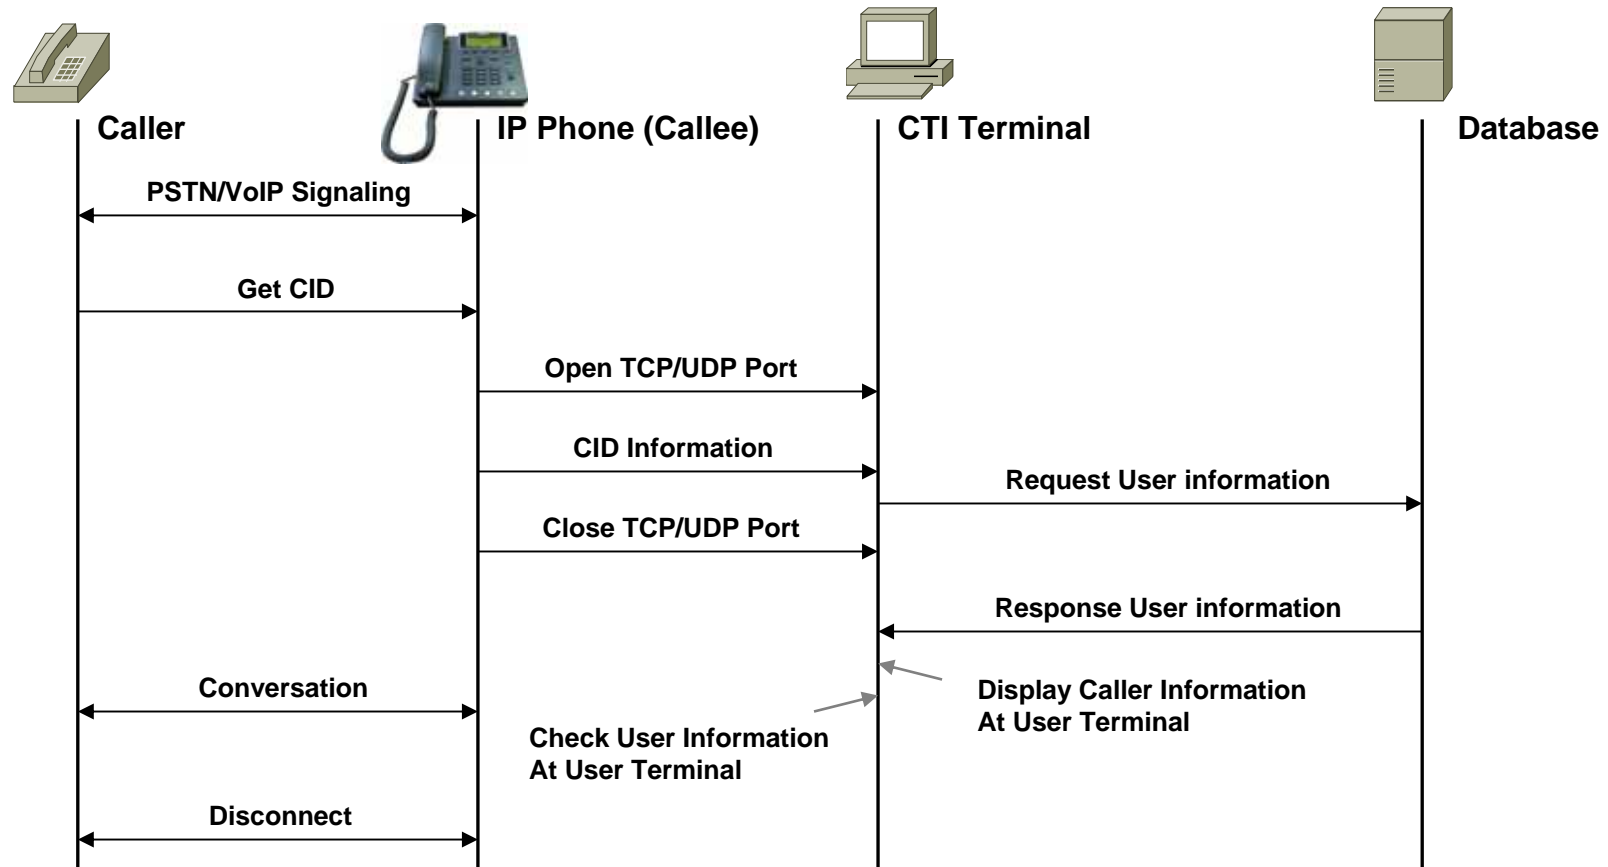 Caller
IP Phone (Callee)
CTI Terminal
Database
PSTN/VoIP Signaling
Get CID
Open TCP/UDP Port
CID Information
Request User information
Close TCP/UDP Port
Response User information
Conversation
Display Caller Information
At User Terminal
Check User Information
At User Terminal
Disconnect